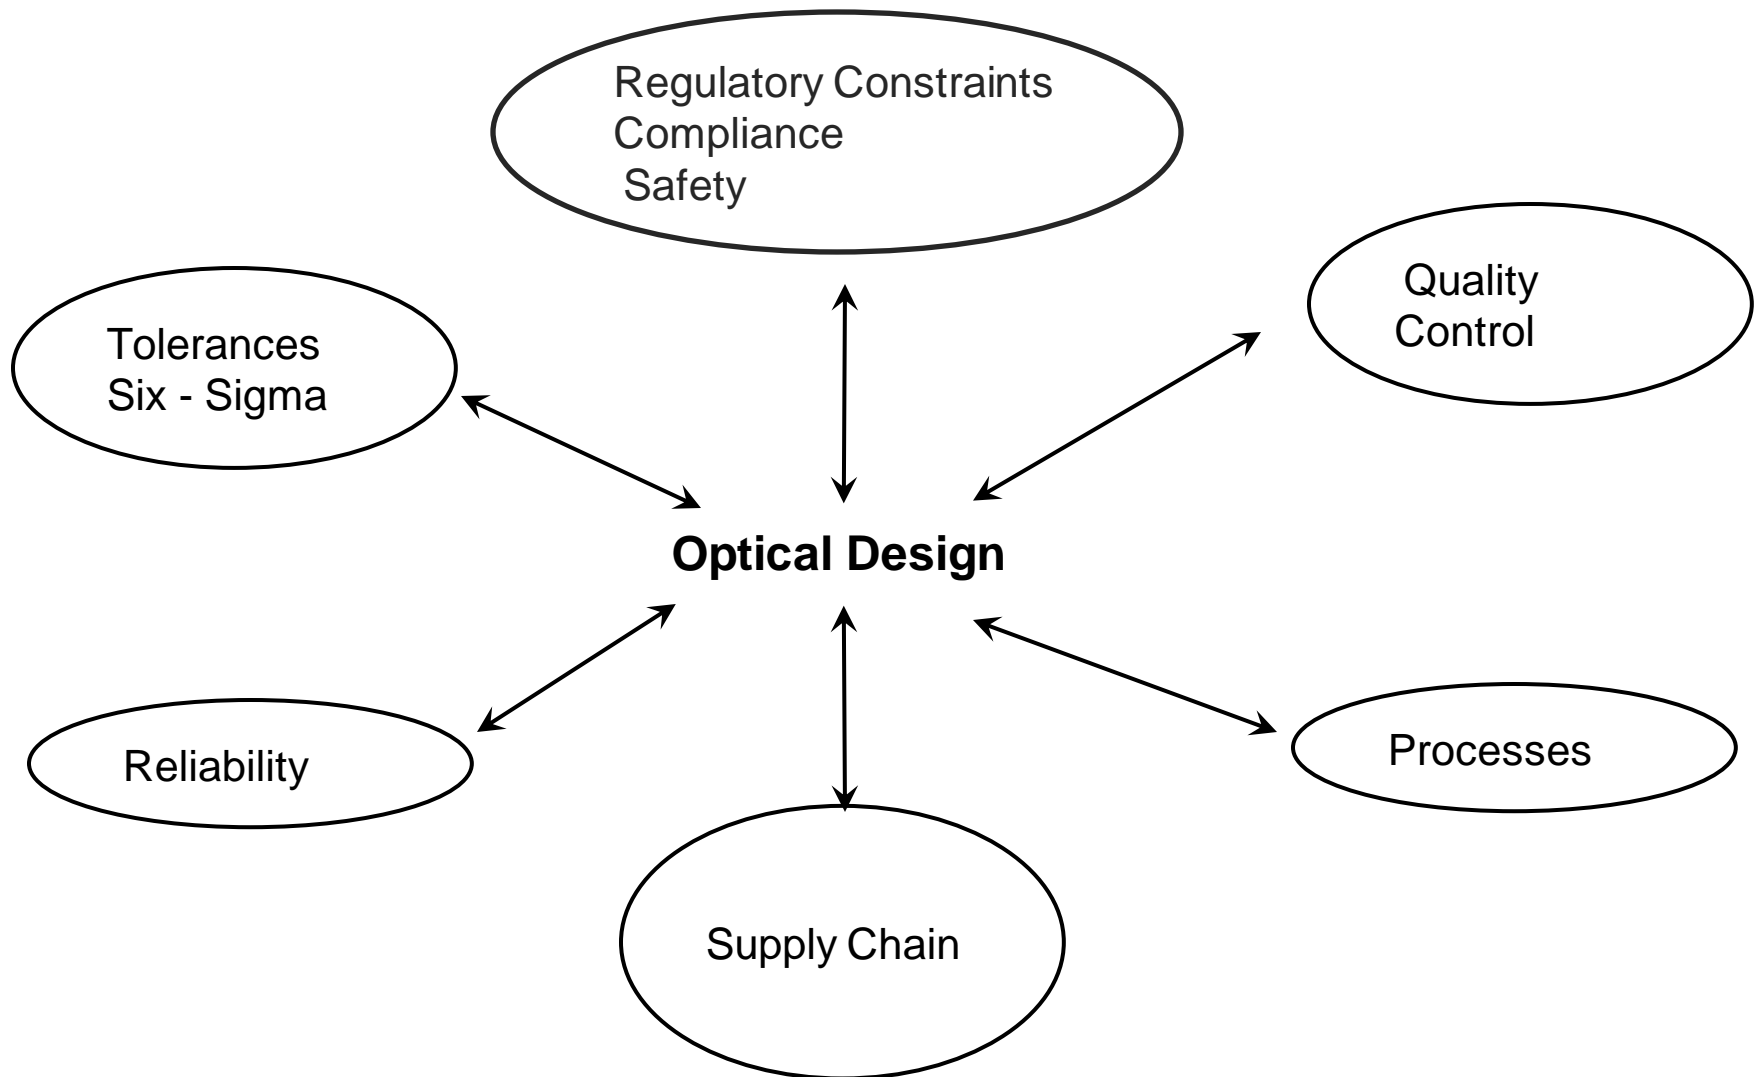 Regulatory Constraints
Compliance
Safety
Quality
Control
Tolerances
Six - Sigma
Optical Design
Reliability
Processes
Supply Chain